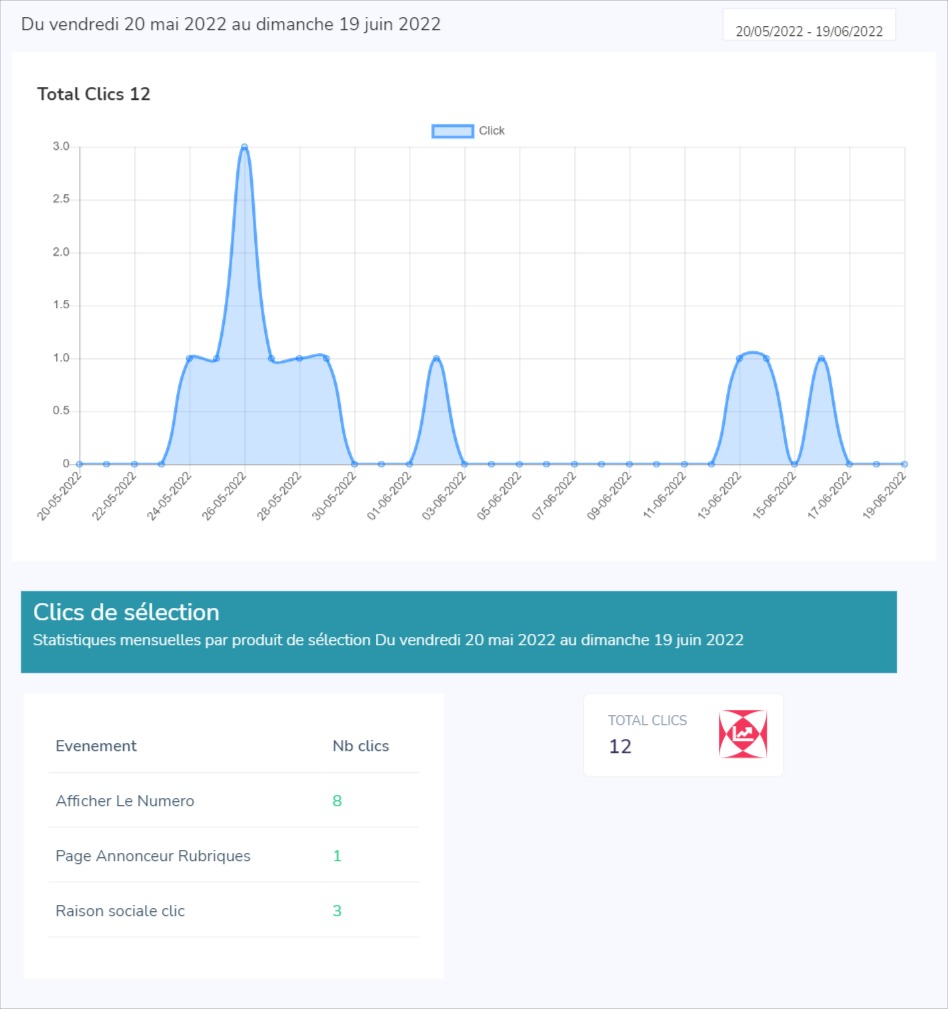 Du vendredi 20 mai 2022 au dimanche 19 juin 2022
20/05/2022 - 19/06/2022
Total Clics 12
Click
3.0
2.5
2.0
1.5
1.0
0.5
0
20-05-2022
22-05-2022
24-05-2022
26-05-2022
28-05-2022
30-05-2022
01-06-2022
03-06-2022
05-06-2022
07-06-2022
09-06-2022
11-06-2022
13-06-2022
15-06-2022
17-06-2022
19-06-2022
Clics de sélection
Statistiques mensuelles par produit de sélection Du vendredi 20 mai 2022 au dimanche 19 juin 2022
Evenement Nb clics
Afficher Le Numero 8
Page Annonceur Rubriques 1
Raison sociale clic 3
TOTAL CLICS
12